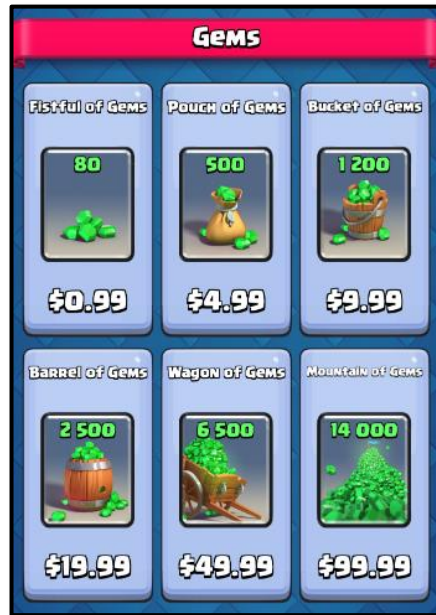 Gems
Fistful of Gems
Pouch of Gems
Bucket of Gems
80
500
1 200
$0.99
$4.99
$9.99
Barrel of Gems
Wagon of Gems
Mountain of Gems
2 500
6 500
14 000
$19.99
$49.99
$99.99